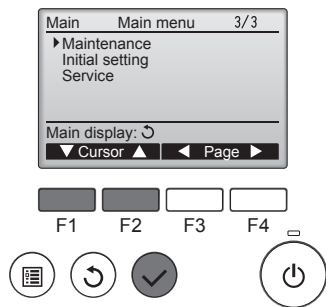 Main Main menu 3/3
Maintenance
Initial setting
Service
Main display:
Cursor Page
F1 F2 F3 F4